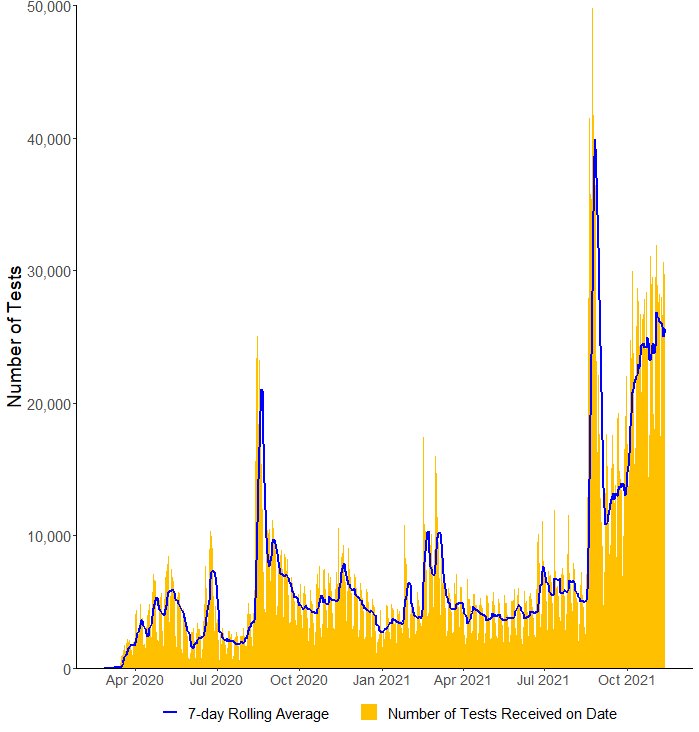 50,000
40,000
30,000
20,000
10,000
0
Number of Tests
Apr 2020 Jul 2020 Oct 2020 Jan 2021 Apr 2021 Jul 2021 Oct 2021
7-day Rolling Average Number of Tests Received on Date